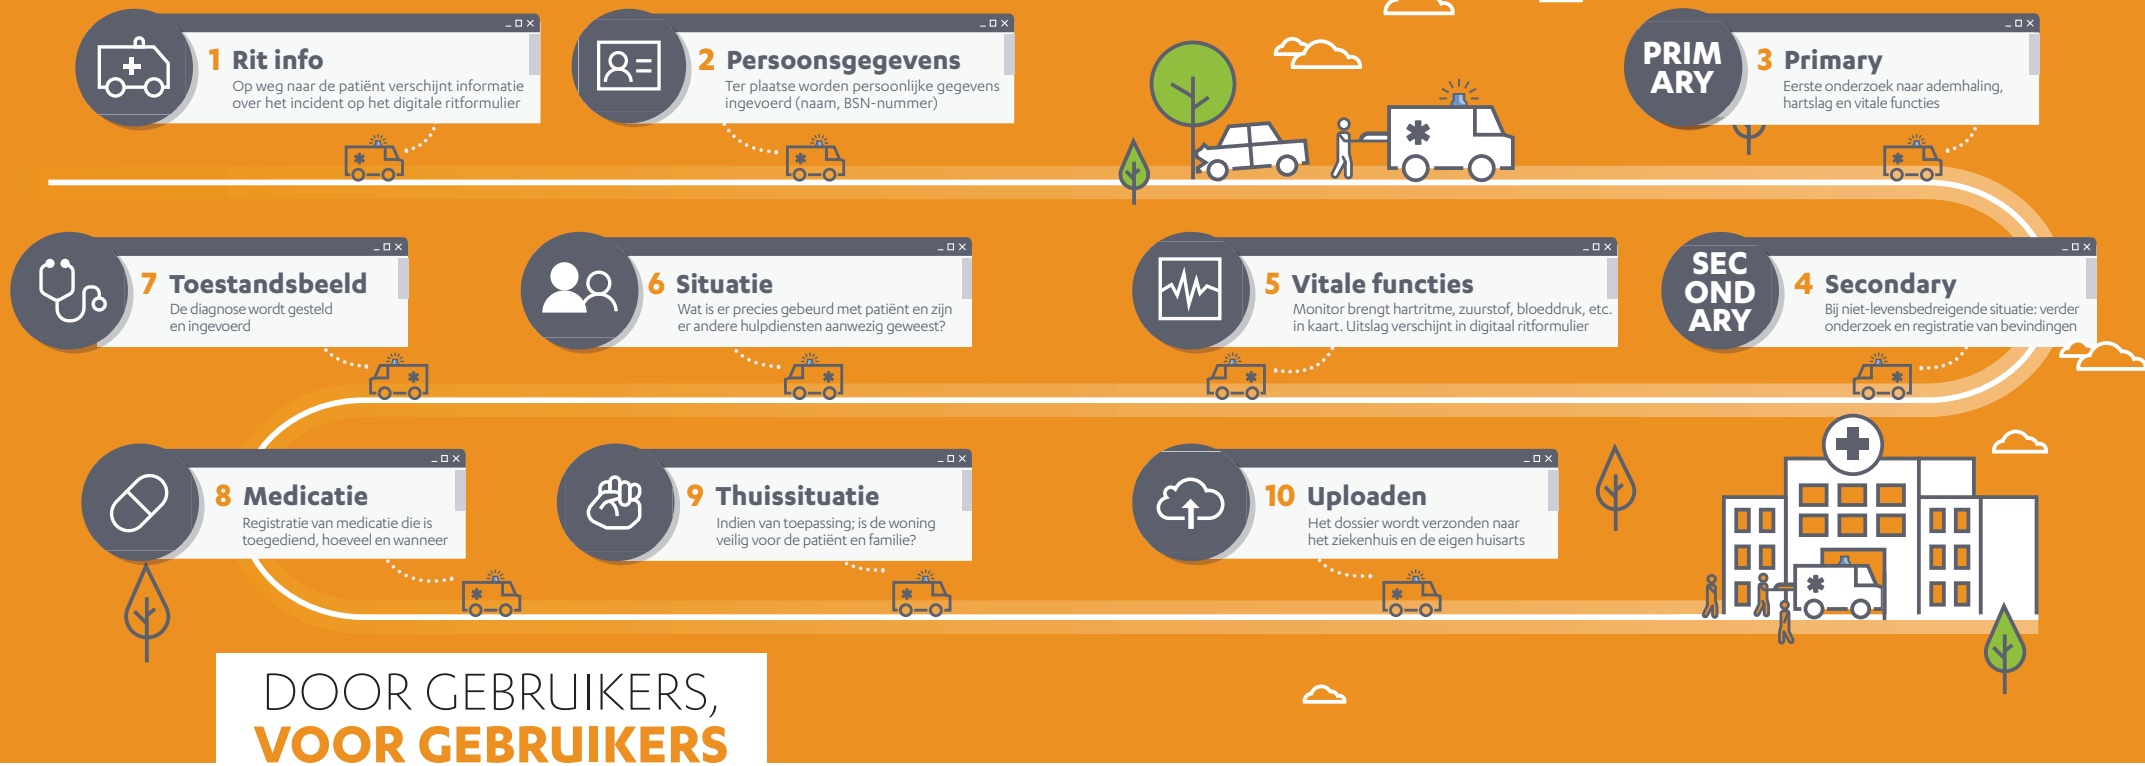 1 Rit info
Op weg naar de patiënt verschijnt informatie
over het incident op het digitale ritformulier
2 Persoonsgegevens
Ter plaatse worden persoonlijke gegevens
ingevoerd (naam, BSN-nummer)
PRIM
ARY
3 Primary
Eerste onderzoek naar ademhaling,
hartslag en vitale functies
SEC
OND
ARY
4 Secondary
Bij niet-levensbedreigende situatie: verder
onderzoek en registratie van bevindingen
5 Vitale functies
Monitor brengt hartritme, zuurstof, bloeddruk, etc.
in kaart. Uitslag verschijnt in digitaal ritformulier
6 Situatie
Wat is er precies gebeurd met patiënt en zijn
er andere hulpdiensten aanwezig geweest?
7 Toestandsbeeld
De diagnose wordt gesteld
en ingevoerd
8 Medicatie
Registratie van medicatie die is
toegediend, hoeveel en wanneer
9 Thuissituatie
Indien van toepassing; is de woning
veilig voor de patiënt en familie?
10 Uploaden
Het dossier wordt verzonden naar
het ziekenhuis en de eigen huisarts
DOOR GEBRUIKERS,
VOOR GEBRUIKERS